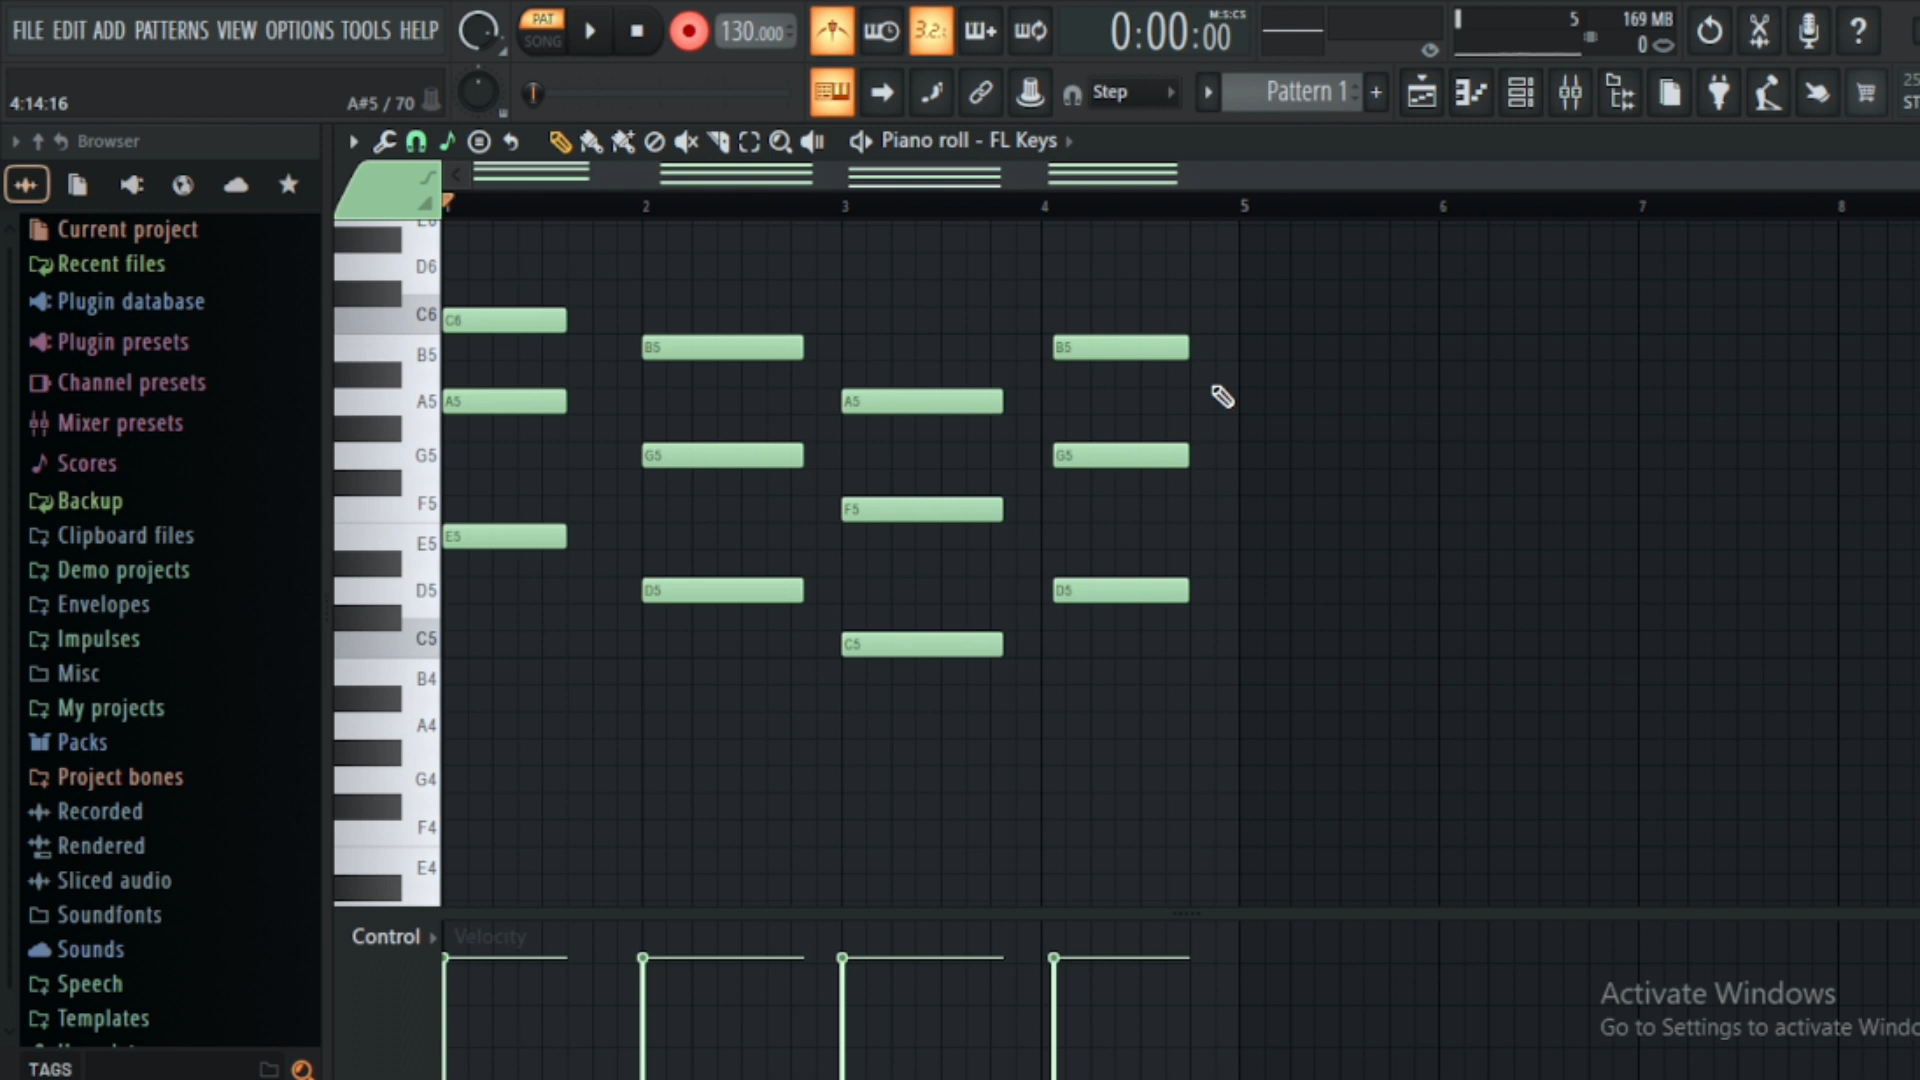 FILE EDIT ADD PATTERNS VIEW OPTIONS TOOLS HELP
PAT
SONG
130.000
3.2.:
0:00:00
M:S:CS
5
169 MB
0
4:14:16
A#5 / 70
Step
Pattern 1
+
25
ST
Browser
Piano roll - FL Keys
Current project
Recent files
Plugin database
Plugin presets
Channel presets
Mixer presets
Scores
Backup
Clipboard files
Demo projects
Envelopes
Impulses
Misc
My projects
Packs
Project bones
Recorded
Rendered
Sliced audio
Soundfonts
Sounds
Speech
Templates
TAGS
2
3
4
5
6
7
8
E6
D6
C6
B5
A5
G5
F5
E5
D5
C5
B4
A4
G4
F4
E4
C6
B5
B5
A5
A5
G5
G5
F5
E5
D5
D5
C5
Control
Velocity
Activate Windows
Go to Settings to activate Windo